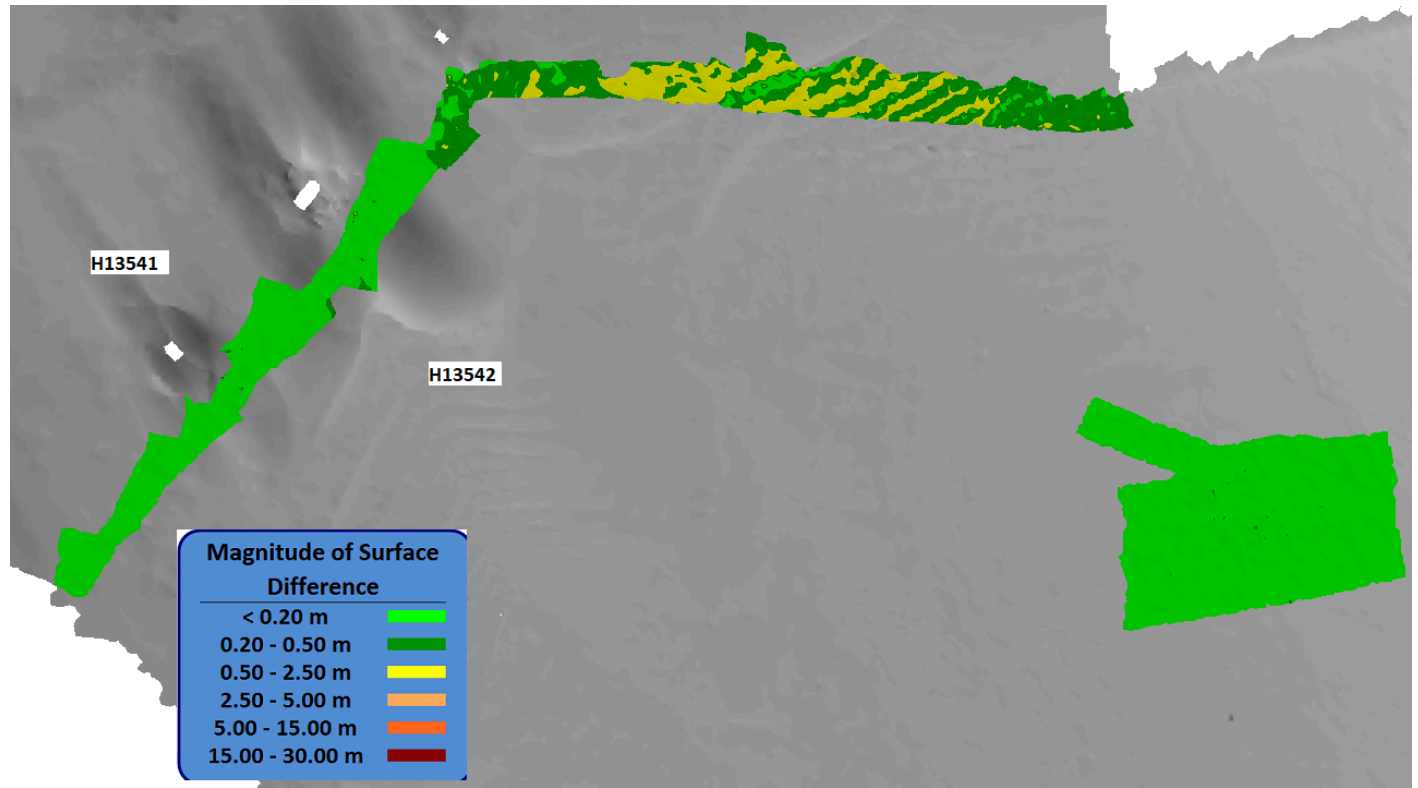 H13541
H13542
Magnitude of Surface
Difference
< 0.20 m
0.20 - 0.50 m
0.50 - 2.50 m
2.50 - 5.00 m
5.00 - 15.00 m
15.00 - 30.00 m